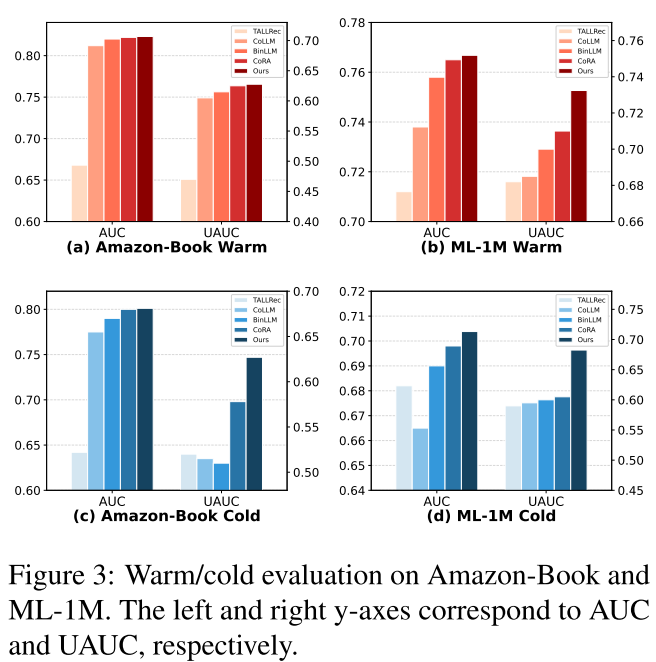 0.80
0.75
0.70
0.65
0.60
0.70
0.65
0.60
0.55
0.50
0.45
0.40
TALLRec
CoLLM
BinLLM
CoRA
Ours
AUC UAUC
(a) Amazon-Book Warm
0.78
0.76
0.74
0.72
0.70
0.76
0.74
0.72
0.70
0.68
0.66
TALLRec
CoLLM
BinLLM
CoRA
Ours
AUC UAUC
(b) ML-1M Warm
0.80
0.75
0.70
0.65
0.60
0.70
0.65
0.60
0.55
0.50
TALLRec
CoLLM
BinLLM
CoRA
Ours
AUC UAUC
(c) Amazon-Book Cold
0.72
0.71
0.70
0.69
0.68
0.67
0.66
0.65
0.64
0.75
0.70
0.65
0.60
0.55
0.50
0.45
TALLRec
CoLLM
BinLLM
CoRA
Ours
AUC UAUC
(d) ML-1M Cold
Figure 3: Warm/cold evaluation on Amazon-Book and
ML-1M. The left and right y-axes correspond to AUC
and UAUC, respectively.